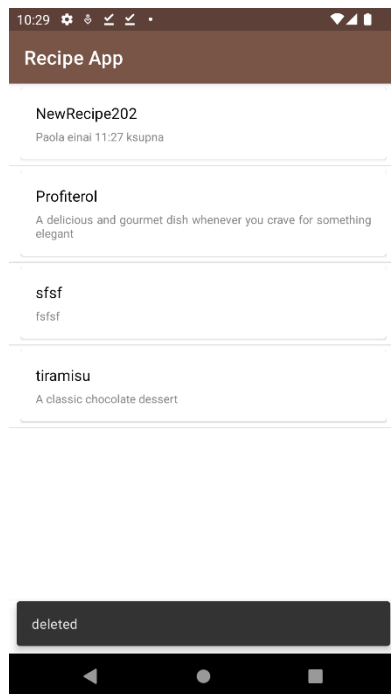 10:29
Recipe App
NewRecipe202
Paola einai 11:27 ksupna
Profiterol
A delicious and gourmet dish whenever you crave for something
elegant
sfsf
fsfsf
tiramisu
A classic chocolate dessert
deleted